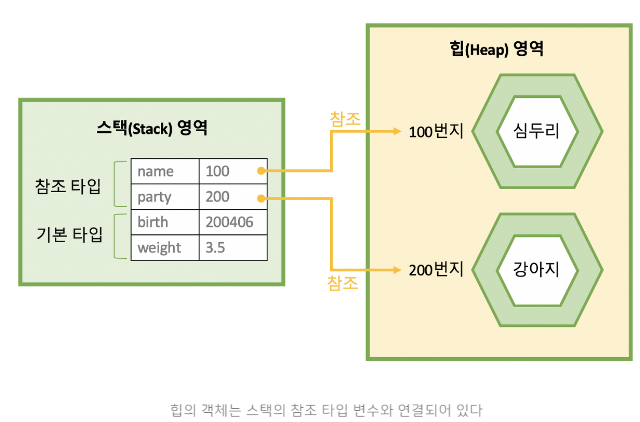 힙(Heap) 영역
스택(Stack) 영역
참조
100번지
심두리
참조 타입
name 100
party 200
기본 타입
birth 200406
weight 3.5
200번지
강아지
참조
힙의 객체는 스택의 참조 타입 변수와 연결되어 있다